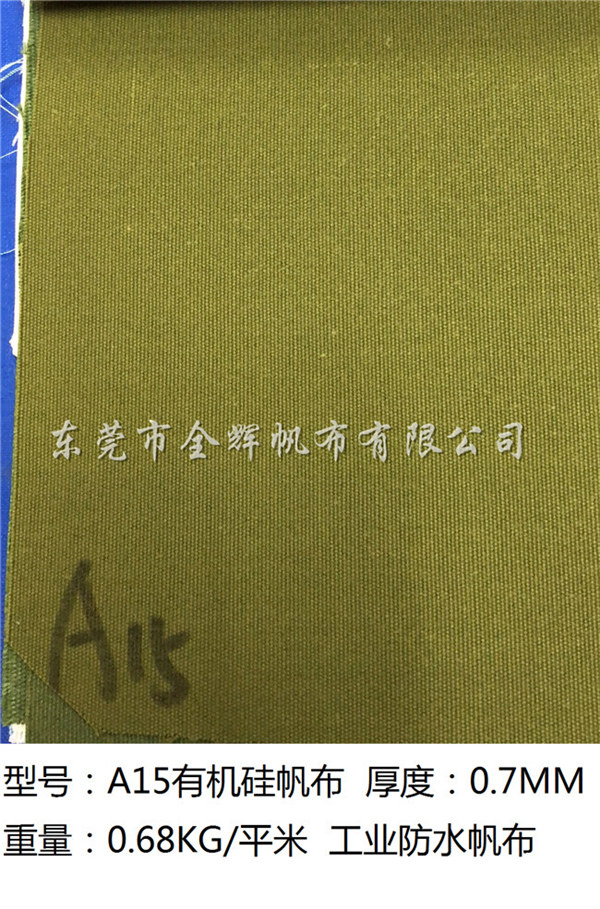 东莞市全辉帆布有限公司
A15
型号：A15有机硅帆布 厚度：0.7MM
重量：0.68KG/平米 工业防水帆布